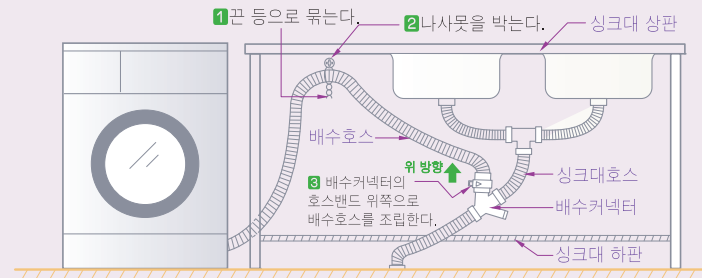 1 끈 등으로 묶는다.
2 나사못을 박는다.
싱크대 상판
배수호스
위 방향
3 배수커넥터의
호스밴드 위쪽으로
배수호스를 조립한다.
싱크대호스
배수커넥터
싱크대 하판